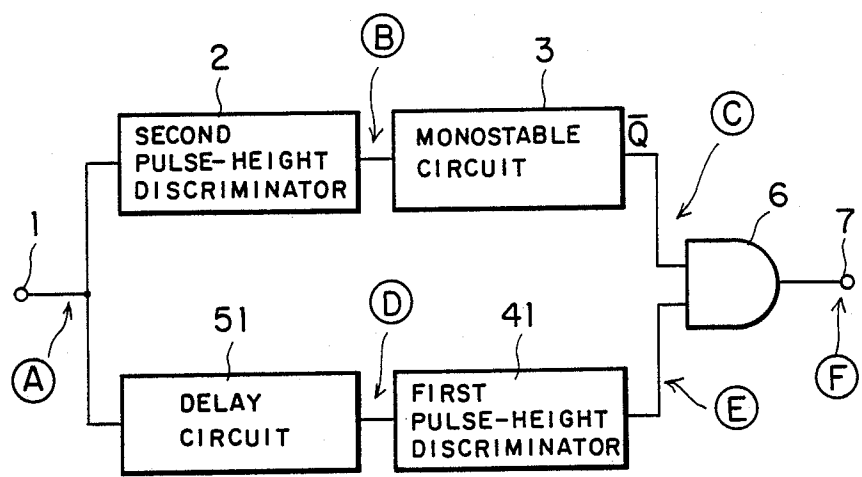 B
2
3
SECOND
PULSE-HEIGHT
DISCRIMINATOR
MONOSTABLE
CIRCUIT
Q̅
C
1
6
7
A
51
D
41
F
DELAY
CIRCUIT
FIRST
PULSE-HEIGHT
DISCRIMINATOR
E